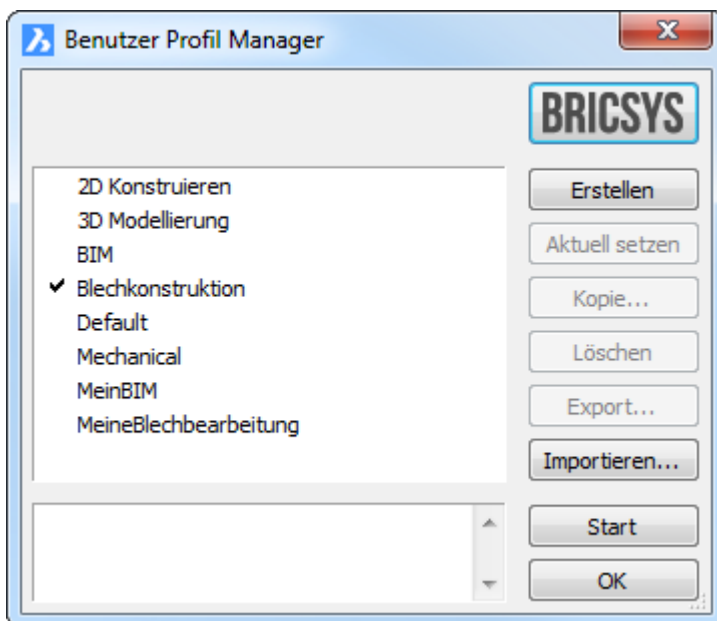 Benutzer Profil Manager
BRICSYS
2D Konstruieren
3D Modellierung
BIM
Blechkonstruktion
Default
Mechanical
MeinBIM
MeineBlechbearbeitung
Erstellen
Aktuell setzen
Kopie...
Löschen
Export...
Importieren...
Start
OK